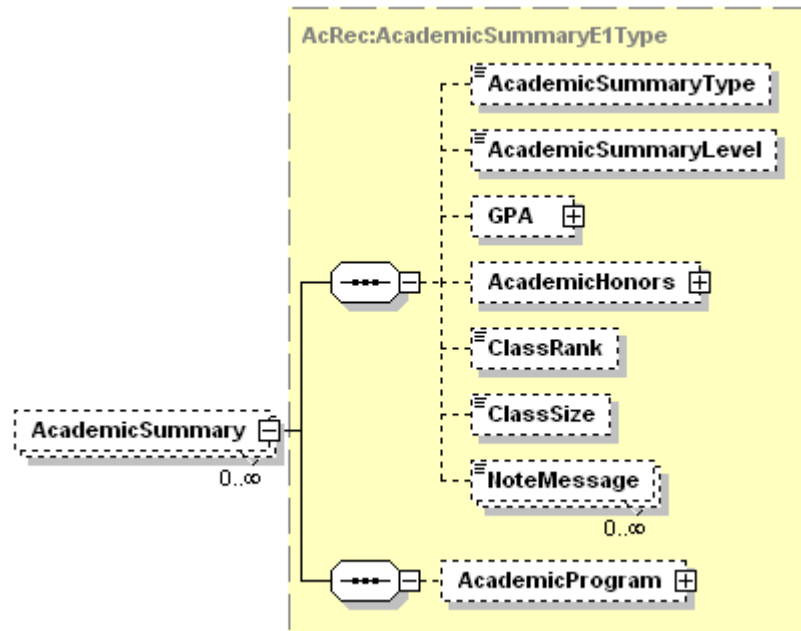 AcRec:AcademicSummaryE1Type
AcademicSummaryType
AcademicSummaryLevel
GPA
AcademicHonors
ClassRank
ClassSize
AcademicSummary
0..∞
NoteMessage
0..∞
AcademicProgram